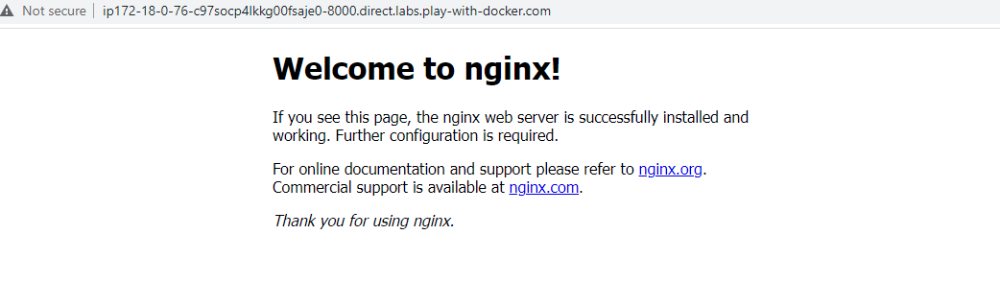 Not secure ip172-18-0-76-c97socp4lkkg00fsaje0-8000.direct.labs.play-with-docker.com
Welcome to nginx!
If you see this page, the nginx web server is successfully installed and
working. Further configuration is required.
For online documentation and support please refer to nginx.org.
Commercial support is available at nginx.com.
Thank you for using nginx.